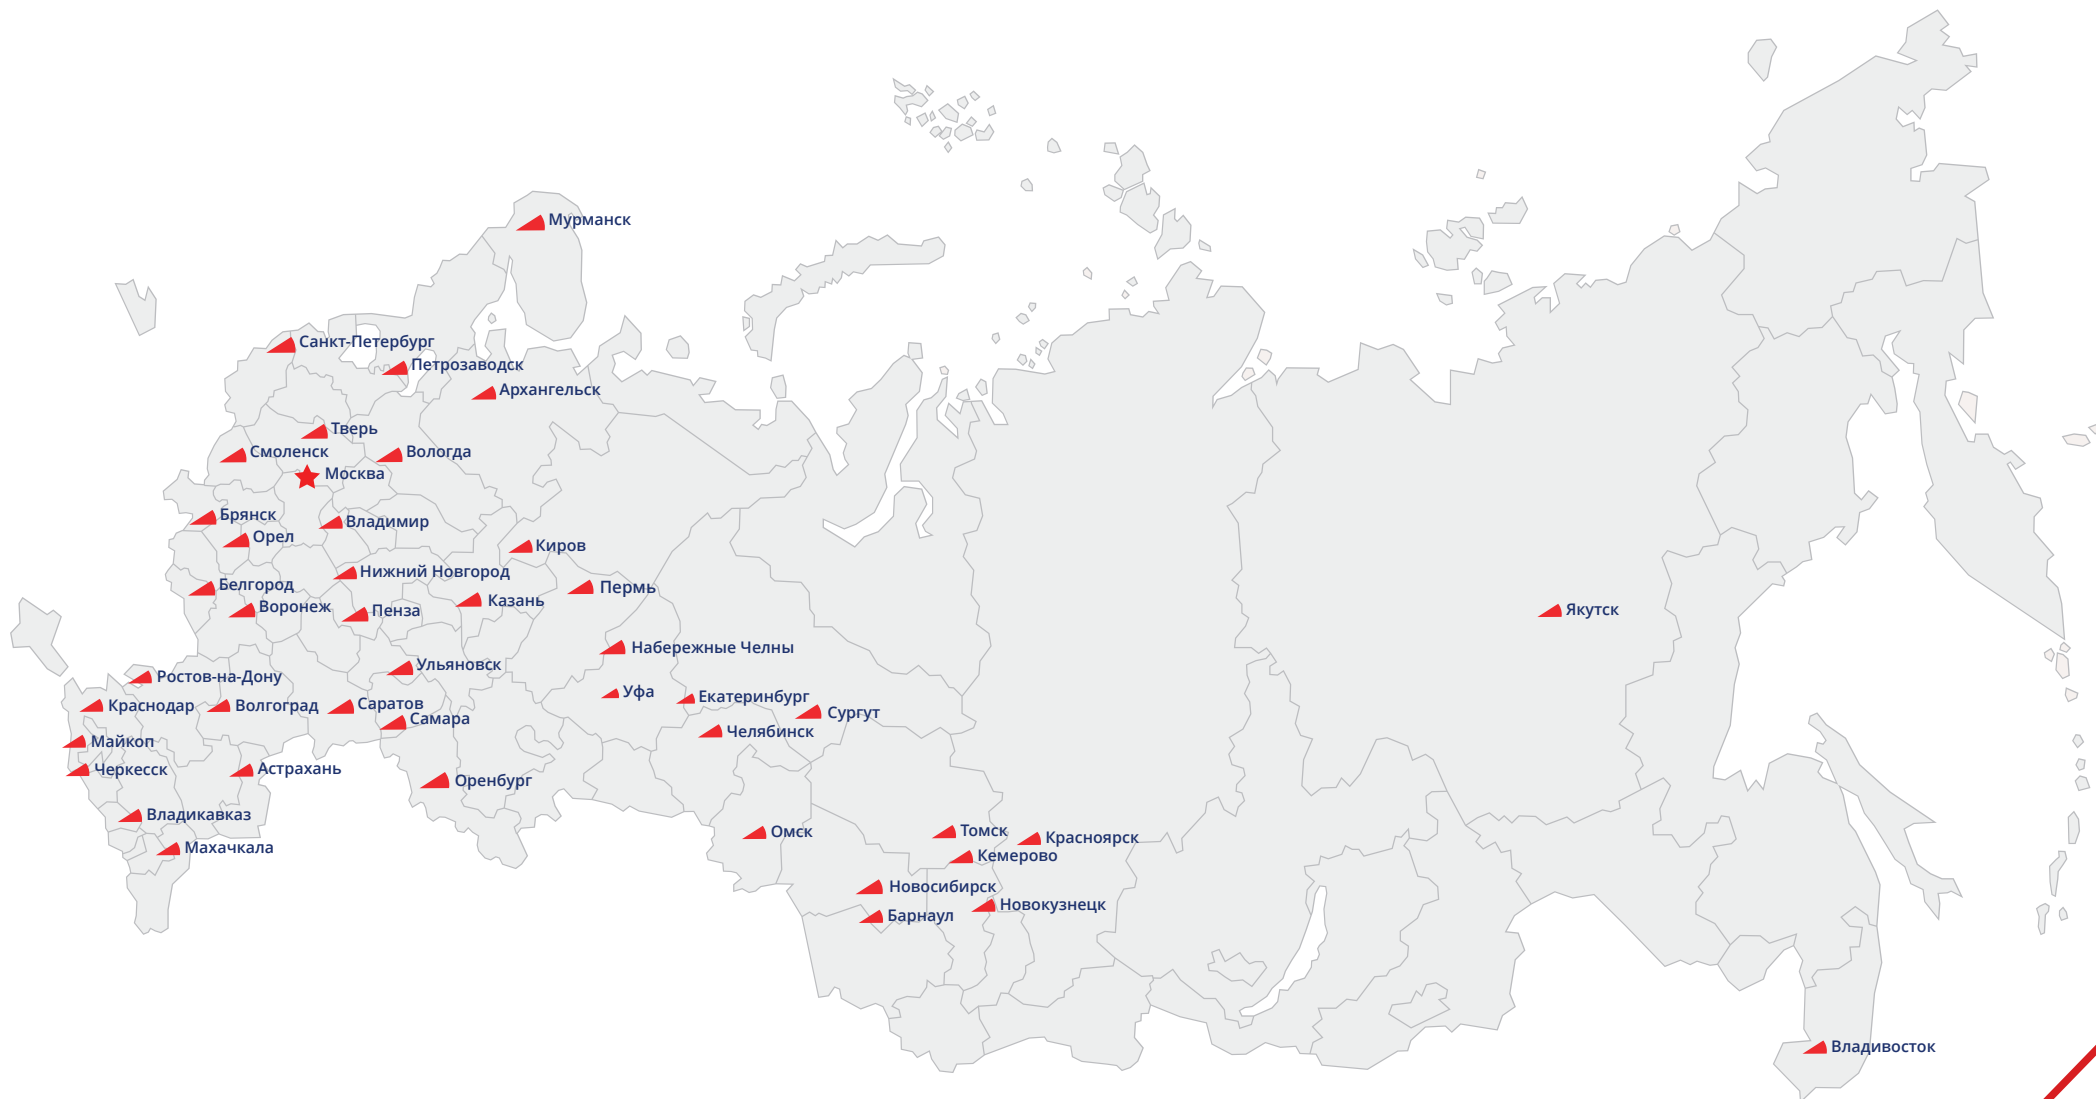 Мурманск
Санкт-Петербург
Петрозаводск
Архангельск
Тверь
Смоленск
Вологда
Москва
Брянск
Владимир
Орел
Киров
Нижний Новгород
Белгород
Пермь
Казань
Воронеж
Пенза
Якутск
Набережные Челны
Ульяновск
Ростов-на-Дону
Уфа
Екатеринбург
Краснодар
Волгоград
Саратов
Сургут
Самара
Челябинск
Майкоп
Черкесск
Астрахань
Оренбург
Владикавказ
Омск
Томск
Красноярск
Махачкала
Кемерово
Новосибирск
Новокузнецк
Барнаул
Владивосток